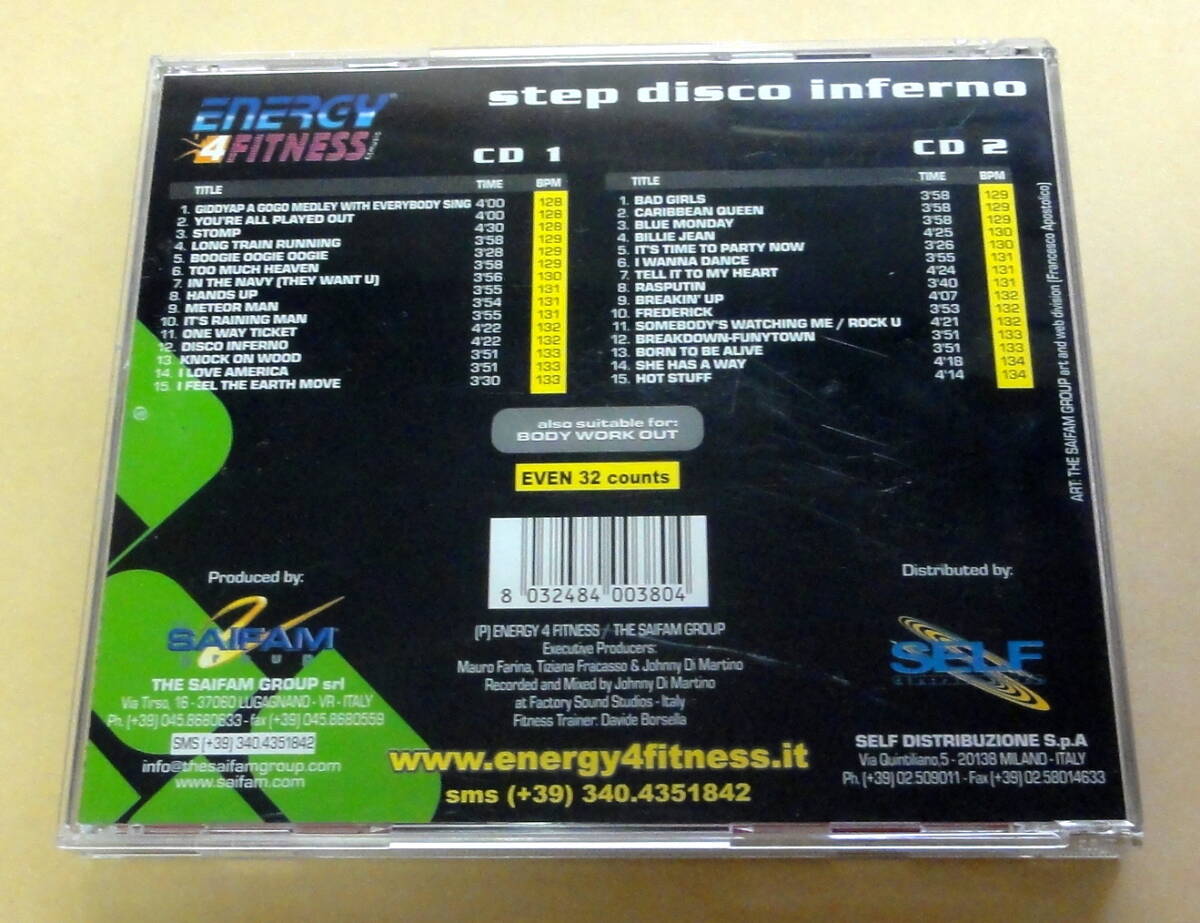 step disco inferno
ENERGY
4FITNESS
CD 1
TITLE TIME BPM
1. GIDDYAP A GOGO MEDLEY WITH EVERYBODY SING 4'00 128
2. YOU'RE ALL PLAYED OUT 4'00 128
3. STOMP 4'30 128
4. LONG TRAIN RUNNING 3'58 129
5. BOOGIE OOGIE OOGIE 3'28 129
6. TOO MUCH HEAVEN 3'58 129
7. IN THE NAVY (THEY WANT U) 3'56 130
8. HANDS UP 3'55 131
9. METEOR MAN 3'54 131
10. IT'S RAINING MAN 3'55 131
11. ONE WAY TICKET 4'22 132
12. DISCO INFERNO 4'22 132
13. KNOCK ON WOOD 3'51 133
14. I LOVE AMERICA 3'51 133
15. I FEEL THE EARTH MOVE 3'30 133
CD 2
TITLE TIME BPM
1. BAD GIRLS 3'58 129
2. CARIBBEAN QUEEN 3'58 129
3. BLUE MONDAY 3'58 129
4. BILLIE JEAN 4'25 130
5. IT'S TIME TO PARTY NOW 3'26 130
6. I WANNA DANCE 3'55 131
7. TELL IT TO MY HEART 4'24 131
8. RASPUTIN 3'40 131
9. BREAKIN' UP 4'07 132
10. FREDERICK 3'53 132
11. SOMEBODY'S WATCHING ME / ROCK U 4'21 132
12. BREAKDOWN-FUNYTOWN 3'51 133
13. BORN TO BE ALIVE 3'51 133
14. SHE HAS A WAY 4'18 134
15. HOT STUFF 4'14 134
ART: THE SAIFAM GROUP art and web division (Francesco Apostolico)
also suitable for:
BODY WORK OUT
EVEN 32 counts
8 032484 003804
(P) ENERGY 4 FITNESS / THE SAIFAM GROUP
Executive Producers:
Mauro Farina, Tiziana Fracasso & Johnny Di Martino
Recorded and Mixed by Johnny Di Martino
at Factory Sound Studios - Italy
Fitness Trainer: Davide Borsella
www.energy4fitness.it
sms (+39) 340.4351842
Produced by:
SAIFAM
GROUP
THE SAIFAM GROUP srl
Via Tirso, 16 - 37060 LUGAGNANO - VR - ITALY
Ph. (+39) 045.8680633 - fax (+39) 045.8680559
SMS (+39) 340.4351842
info@thesaifamgroup.com
www.saifam.com
Distributed by:
SELF
SELF DISTRIBUZIONE S.p.A
Via Quintiliano,5 - 20138 MILANO - ITALY
Ph. (+39) 02.509011 - Fax (+39) 02.58014633